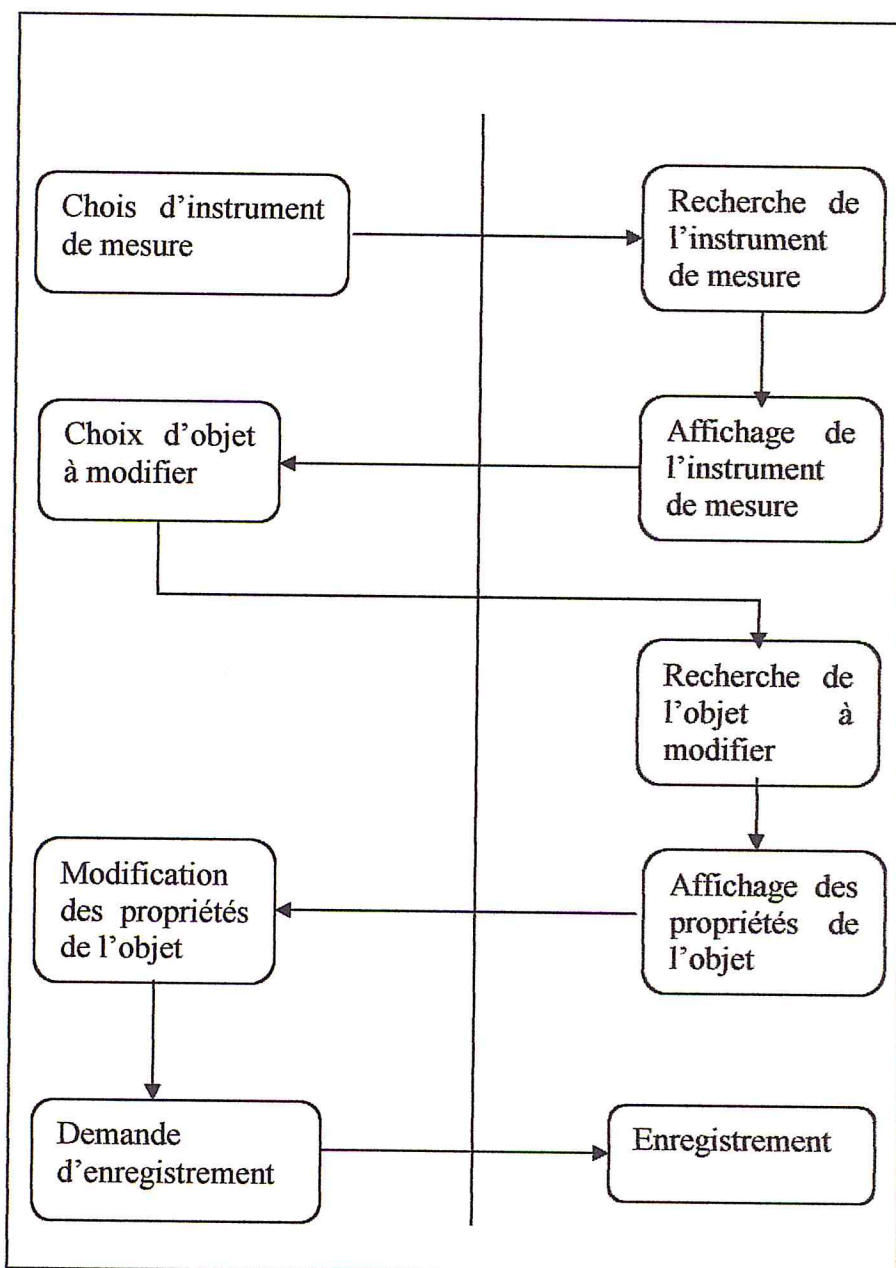 Chois d'instrument
de mesure
Recherche de
l'instrument
de mesure
Affichage de
l'instrument
de mesure
Choix d'objet
à modifier
Recherche de
l'objet à
modifier
Affichage des
propriétés de
l'objet
Modification
des propriétés
de l'objet
Demande
d'enregistrement
Enregistrement